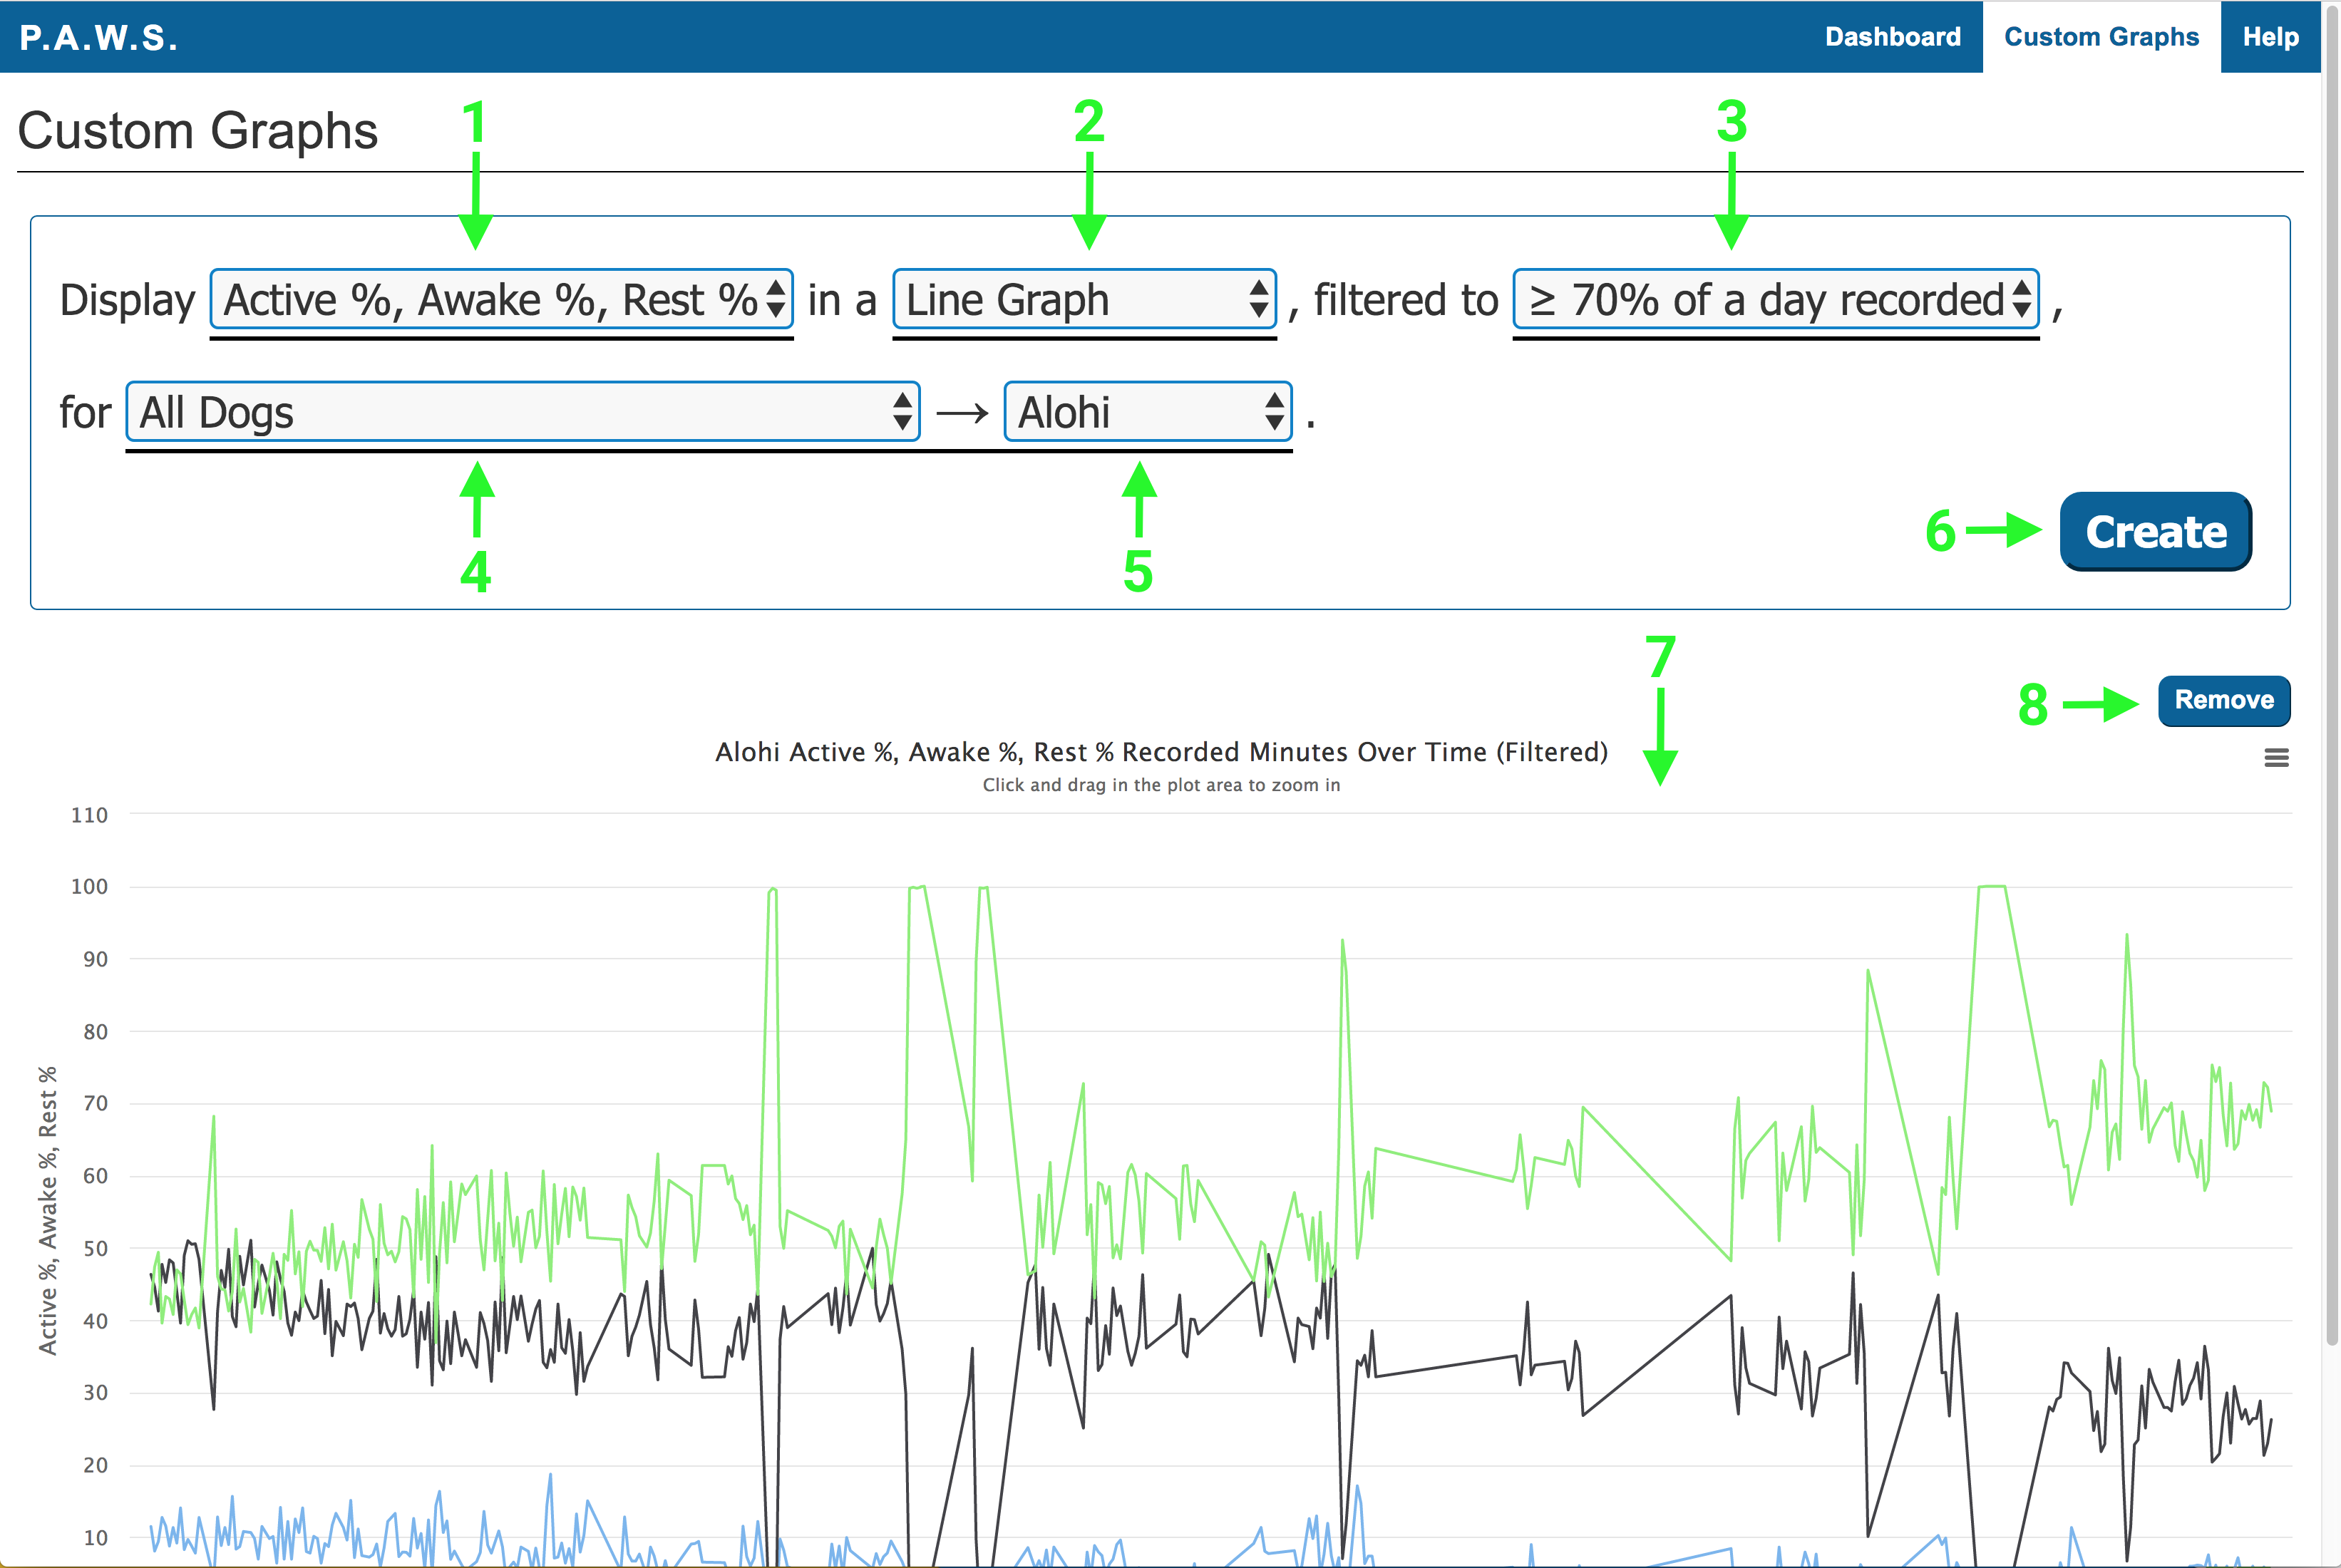 P.A.W.S.
Dashboard
Custom Graphs
Help
Custom Graphs
1
2
3
Display Active %, Awake %, Rest % in a Line Graph , filtered to ≥ 70% of a day recorded ,
for All Dogs → Alohi .
4
5
6
Create
7
8
Remove
Alohi Active %, Awake %, Rest % Recorded Minutes Over Time (Filtered)
Click and drag in the plot area to zoom in
Active %, Awake %, Rest %
110
100
90
80
70
60
50
40
30
20
10